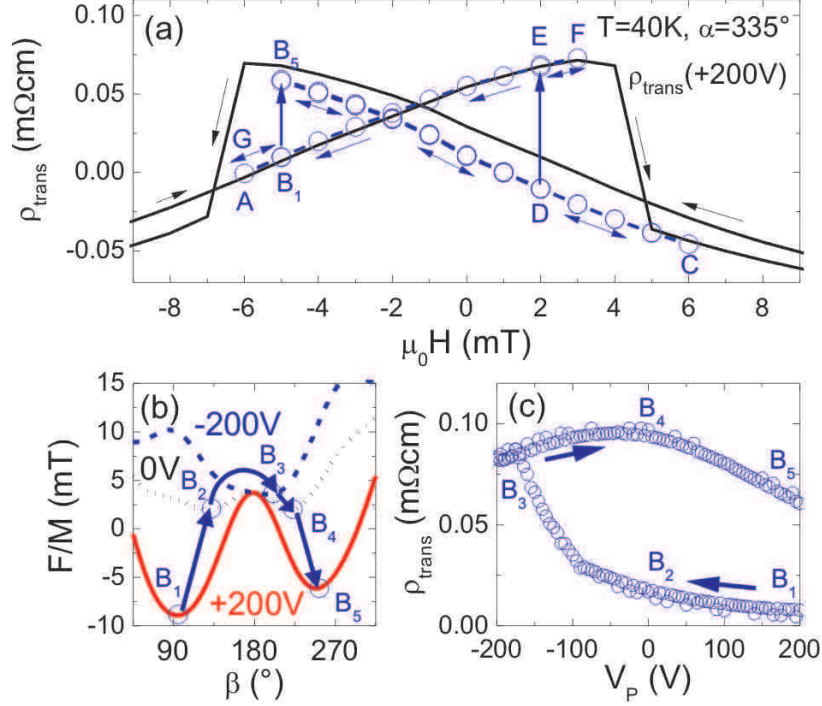 (a)
T=40K, α=335°
ρtrans(+200V)
E F
B5
G
A
B1
D
C
ρtrans (mΩcm)
0.10
0.05
0.00
-0.05
-8 -6 -4 -2 0 2 4 6 8
μ0H (mT)
(b)
-200V
0V
B2
B3
B4
B1
+200V
B5
F/M (mT)
15
10
5
0
-5
-10
90 180 270
β (°)
(c)
B4
B5
B3
B2
B1
ρtrans (mΩcm)
0.10
0.05
0.00
-200 -100 0 100 200
VP (V)